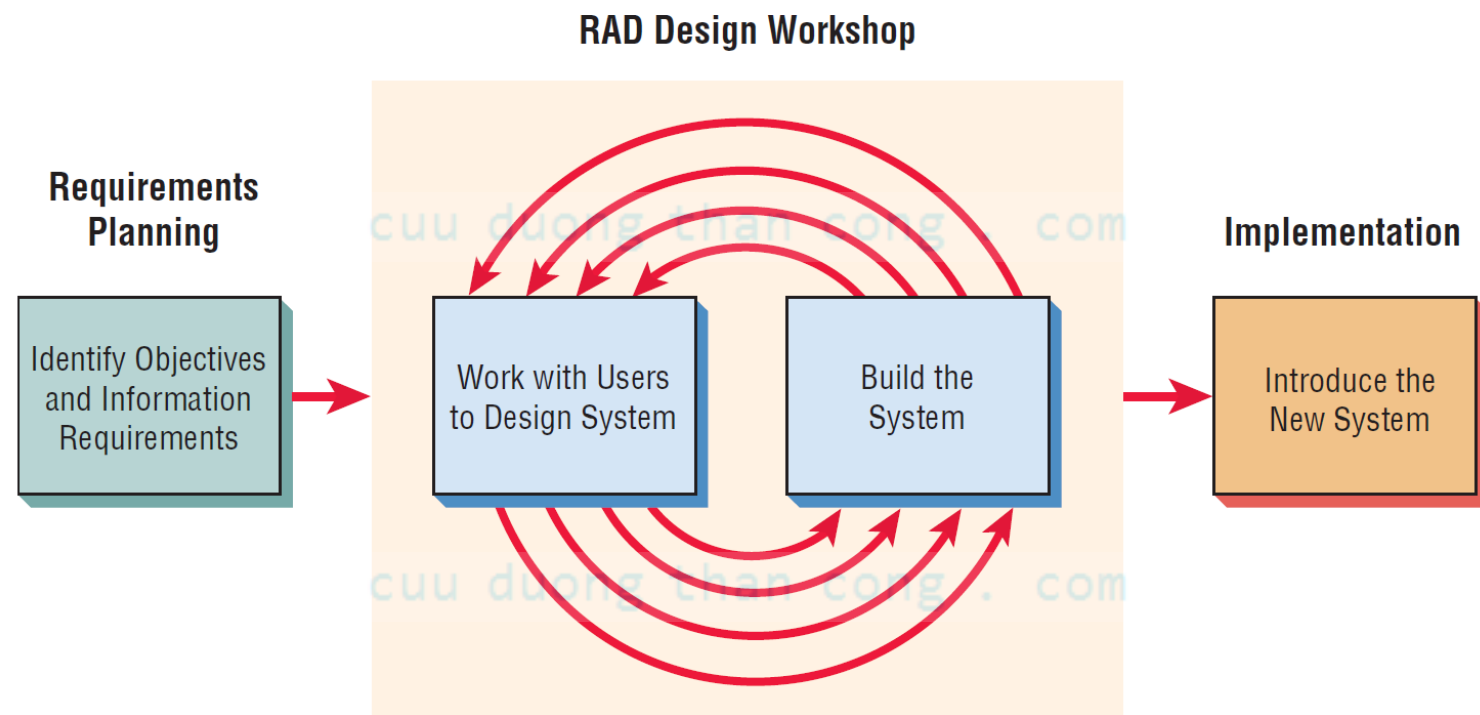 RAD Design Workshop
Requirements
Planning
Identify Objectives
and Information
Requirements
cuu duong than cong . com
Work with Users
to Design System
Build the
System
cuu duong than cong . com
Implementation
Introduce the
New System